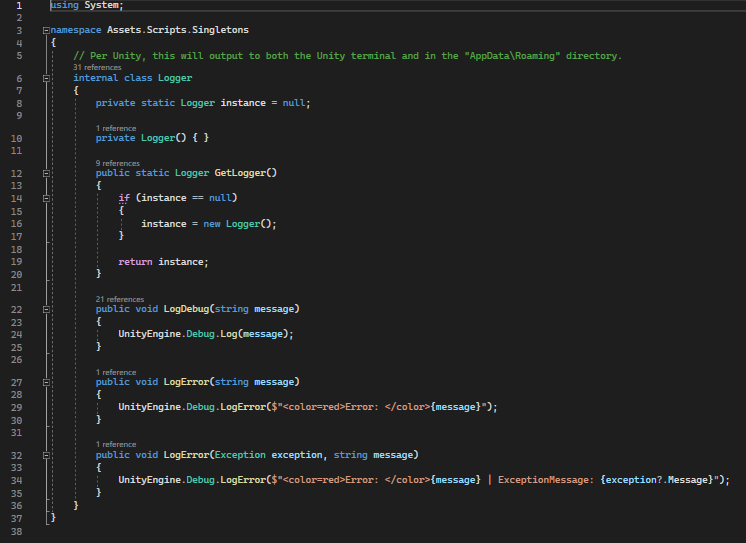 1 using System;
2
3 namespace Assets.Scripts.Singletons
4 {
5 // Per Unity, this will output to both the Unity terminal and in the "AppData\Roaming" directory.
31 references
6 internal class Logger
7 {
8 private static Logger instance = null;
9
1 reference
10 private Logger() { }
11
9 references
12 public static Logger GetLogger()
13 {
14 if (instance == null)
15 {
16 instance = new Logger();
17 }
18
19 return instance;
20 }
21
21 references
22 public void LogDebug(string message)
23 {
24 UnityEngine.Debug.Log(message);
25 }
26
1 reference
27 public void LogError(string message)
28 {
29 UnityEngine.Debug.LogError($"<color=red>Error: </color>{message}");
30 }
31
1 reference
32 public void LogError(Exception exception, string message)
33 {
34 UnityEngine.Debug.LogError($"<color=red>Error: </color>{message} | ExceptionMessage: {exception?.Message}");
35 }
36 }
37 }
38